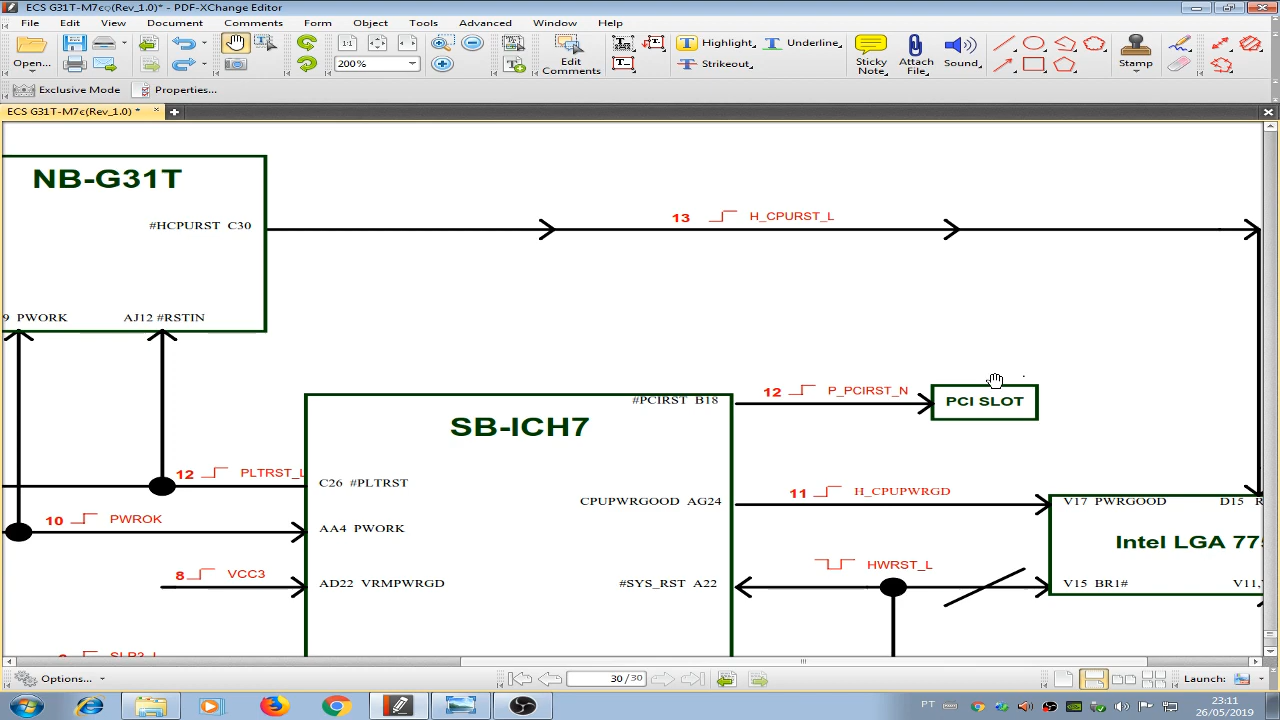 ECS G31T-M7c (Rev_1.0)* - PDF-XChange Editor
File Edit View Document Comments Form Object Tools Advanced Window Help
Open... 200% Edit Comments Highlight Underline Strikeout Sticky Note Attach File Sound Stamp
Exclusive Mode Properties...
ECS G31T-M7c(Rev_1.0) *
NB-G31T
13 H_CPURST_L
#HCPURST C30
9 PWORK AJ12 #RSTIN
12 P_PCIRST_N
#PCIRST B18
PCI SLOT
SB-ICH7
12 PLTRST_L
C26 #PLTRST
11 H_CPUPWRGD
CPUPWRGOOD AG24
V17 PWRGOOD D15 R
10 PWROK
AA4 PWORK
Intel LGA 775
8 VCC3
HWRST_L
AD22 VRMPWRGD
#SYS_RST A22
V15 BR1# V11,
SLP3_L
Options... 30/30 Launch:
PT 23:11
26/05/2019